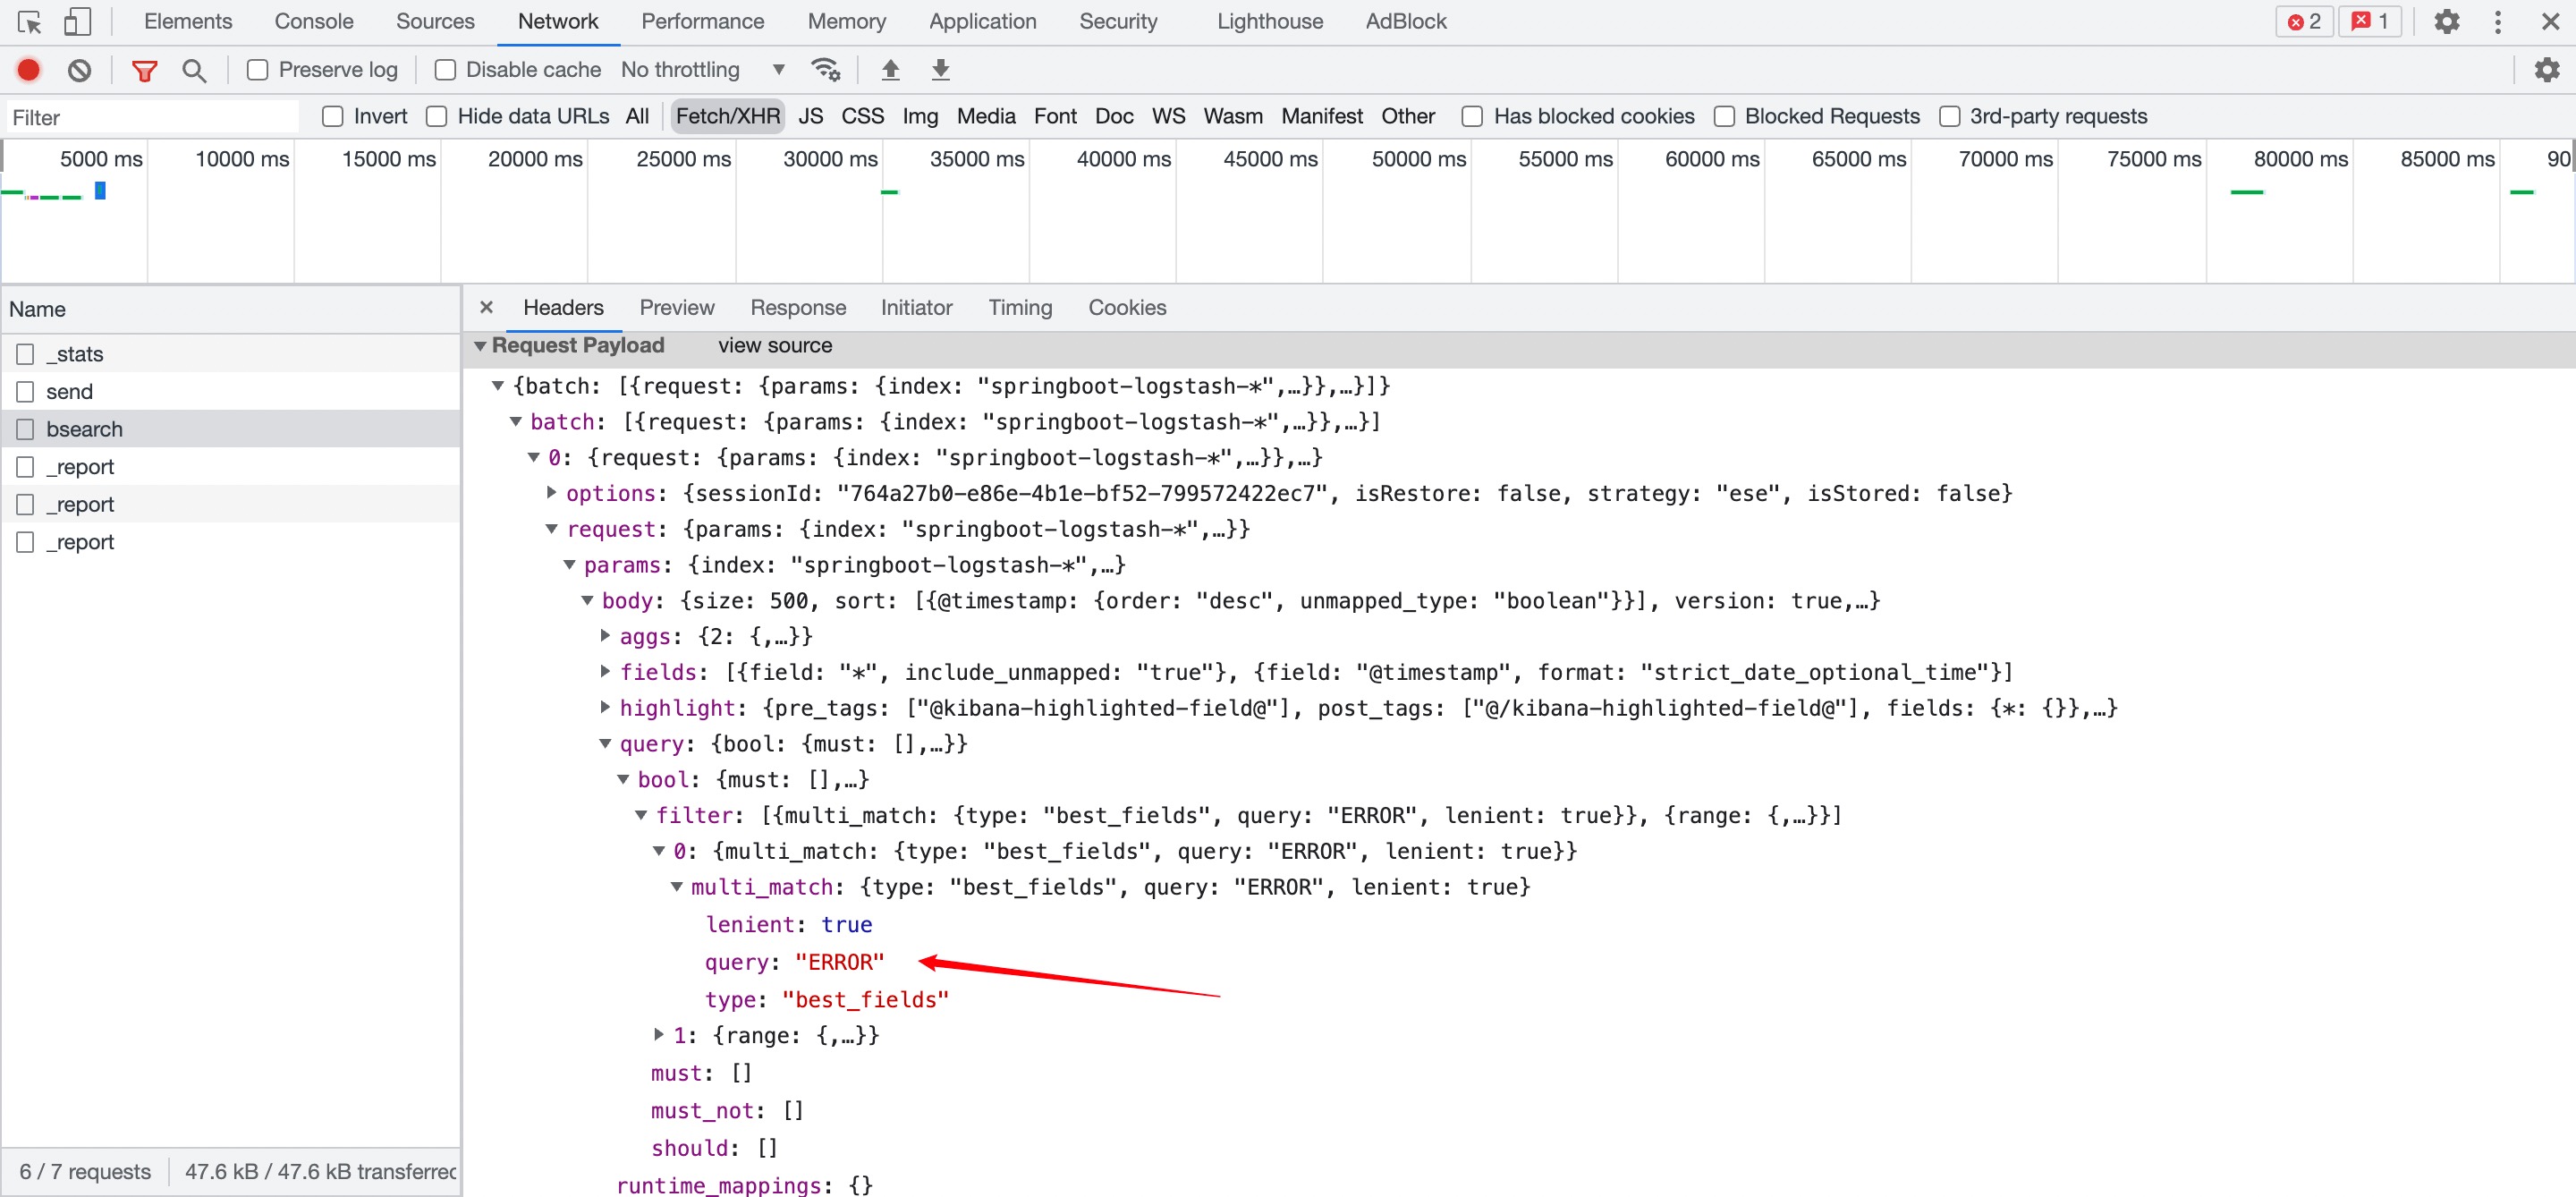 Elements Console Sources Network Performance Memory Application Security Lighthouse AdBlock 2 1
Preserve log Disable cache No throttling
Filter Invert Hide data URLs All Fetch/XHR JS CSS Img Media Font Doc WS Wasm Manifest Other Has blocked cookies Blocked Requests 3rd-party requests
5000 ms 10000 ms 15000 ms 20000 ms 25000 ms 30000 ms 35000 ms 40000 ms 45000 ms 50000 ms 55000 ms 60000 ms 65000 ms 70000 ms 75000 ms 80000 ms 85000 ms 90
Name
_stats
send
bsearch
_report
_report
_report
6 / 7 requests 47.6 kB / 47.6 kB transferred
× Headers Preview Response Initiator Timing Cookies
Request Payload view source
{batch: [{request: {params: {index: "springboot-logstash-*",…}},…}]}
batch: [{request: {params: {index: "springboot-logstash-*",…}},…}]
0: {request: {params: {index: "springboot-logstash-*",…}},…}
options: {sessionId: "764a27b0-e86e-4b1e-bf52-799572422ec7", isRestore: false, strategy: "ese", isStored: false}
request: {params: {index: "springboot-logstash-*",…}}
params: {index: "springboot-logstash-*",…}
body: {size: 500, sort: [{@timestamp: {order: "desc", unmapped_type: "boolean"}}], version: true,…}
aggs: {2: {,…}}
fields: [{field: "*", include_unmapped: "true"}, {field: "@timestamp", format: "strict_date_optional_time"}]
highlight: {pre_tags: ["@kibana-highlighted-field@"], post_tags: ["@/kibana-highlighted-field@"], fields: {*: {}},…}
query: {bool: {must: [],…}}
bool: {must: [],…}
filter: [{multi_match: {type: "best_fields", query: "ERROR", lenient: true}}, {range: {,…}}]
0: {multi_match: {type: "best_fields", query: "ERROR", lenient: true}}
multi_match: {type: "best_fields", query: "ERROR", lenient: true}
lenient: true
query: "ERROR"
type: "best_fields"
1: {range: {,…}}
must: []
must_not: []
should: []
runtime_mappings: {}